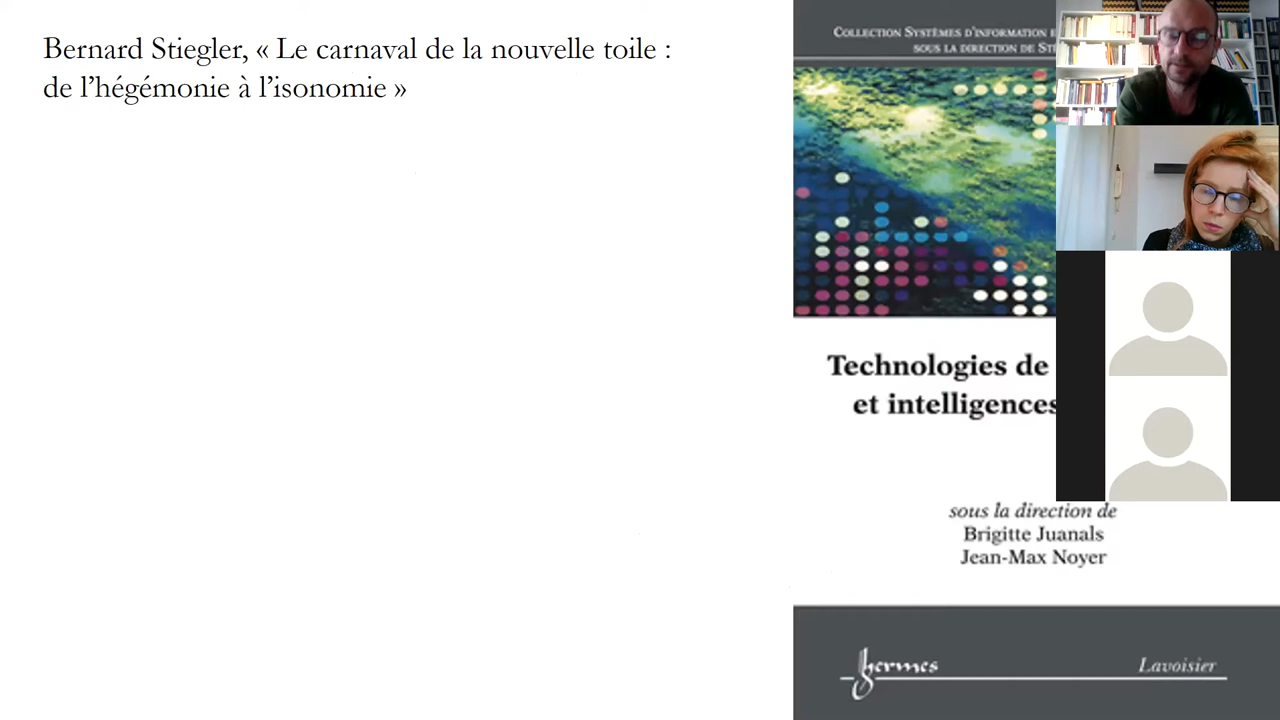 Bernard Stiegler, « Le carnaval de la nouvelle toile :
de l’hégémonie à l’isonomie »
COLLECTION SYSTÈMES D’INFORMATION
SOUS LA DIRECTION DE
Technologies de
et intelligences
sous la direction de
Brigitte Juanals
Jean-Max Noyer
hermes
Lavoisier